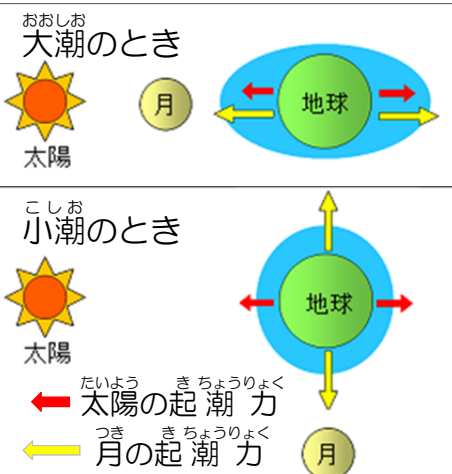 おおしお
大潮のとき
月
地球
太陽
こしお
小潮のとき
地球
太陽
たいよう きちょうりょく
太陽の起潮力
つき きちょうりょく
月の起潮力
月